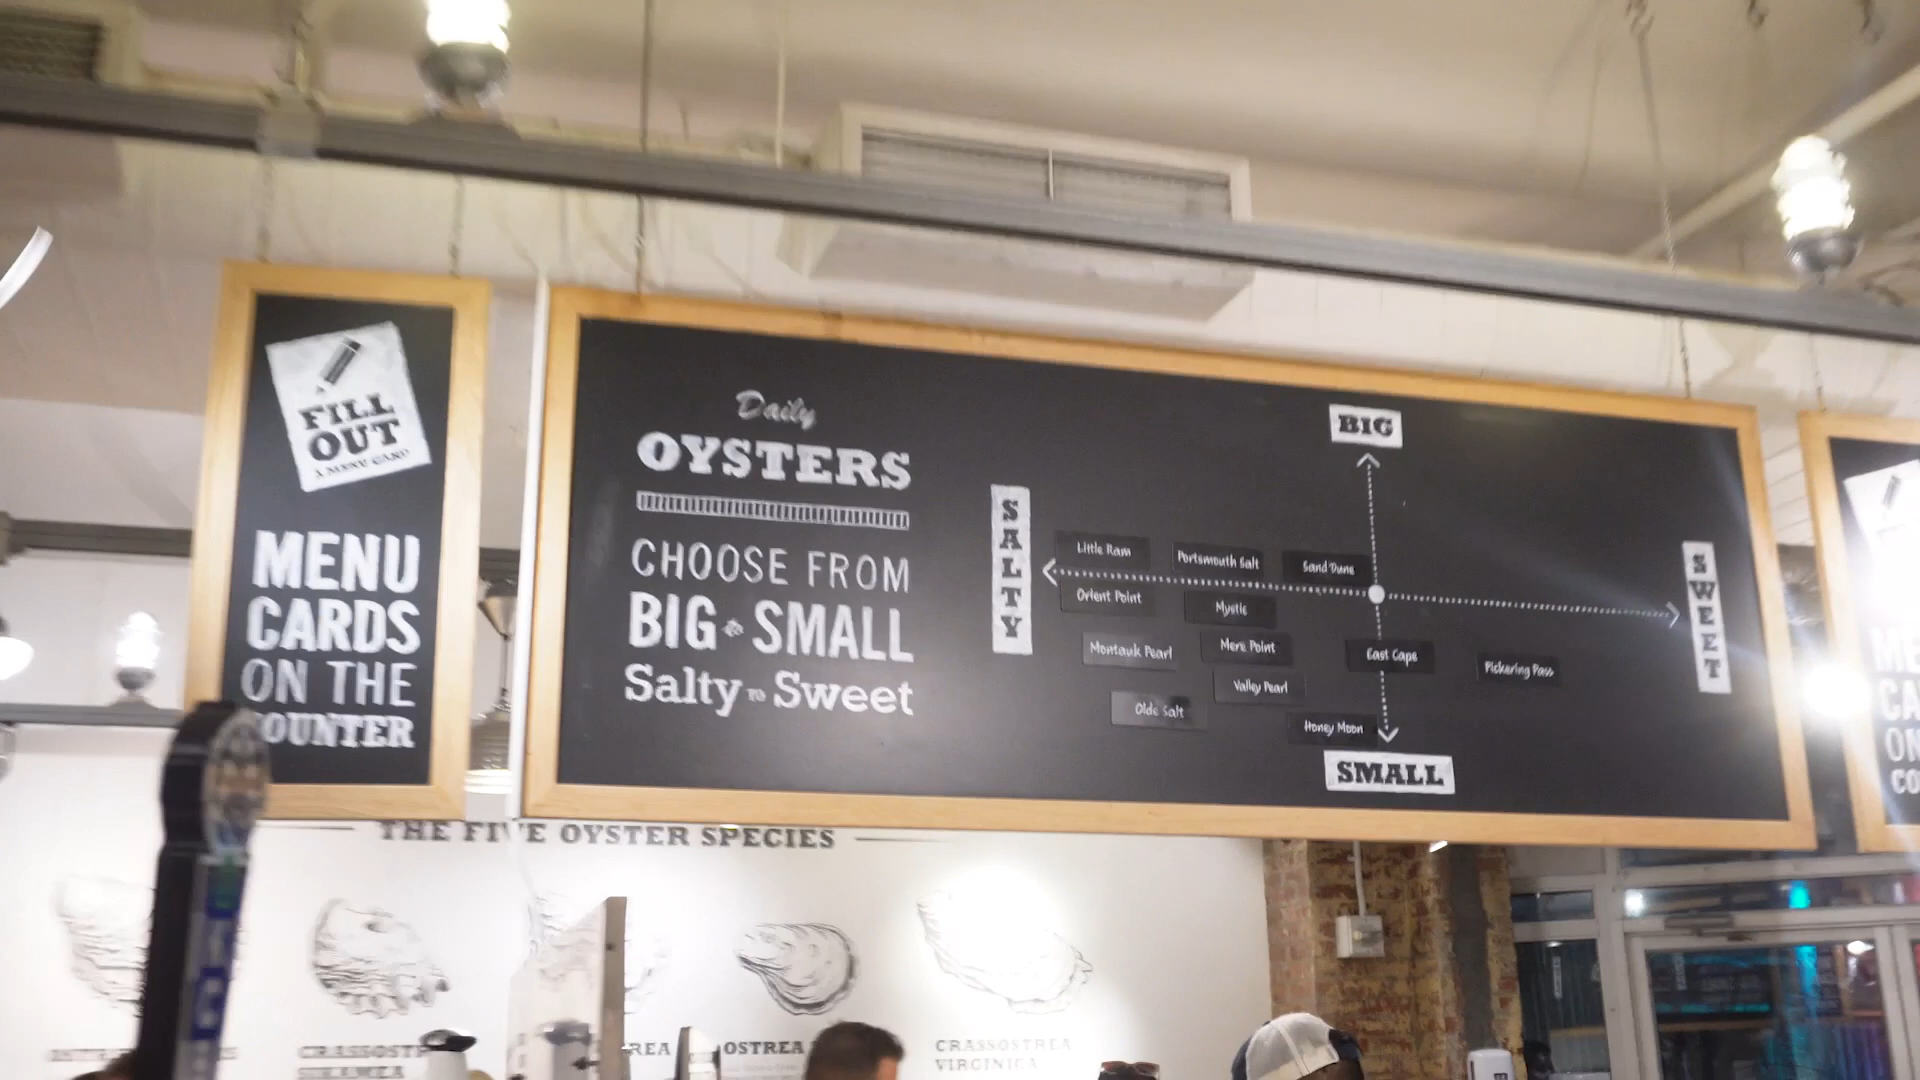 FILL
OUT
A MENU CARD
MENU
CARDS
ON THE
COUNTER
Daily
OYSTERS
CHOOSE FROM
BIG to SMALL
Salty TO Sweet
BIG
SALTY
SWEET
SMALL
Little Ram
Portsmouth Salt
Sand Dune
Orient Point
Mystic
Montauk Pearl
Mere Point
East Cape
Pickering Pass
Valley Pearl
Olde Salt
Honey Moon
THE FIVE OYSTER SPECIES
OSTREA
CRASSOSTREA
VIRGINICA